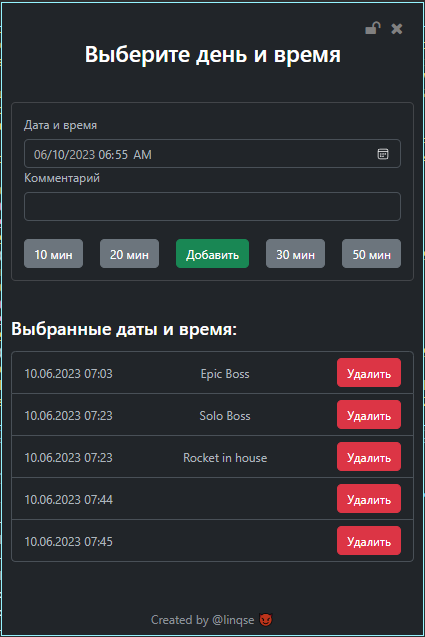 Выберите день и время
Дата и время
06/10/2023 06:55 AM
Комментарий
10 мин 20 мин Добавить 30 мин 50 мин
Выбранные даты и время:
10.06.2023 07:03 Epic Boss Удалить
10.06.2023 07:23 Solo Boss Удалить
10.06.2023 07:23 Rocket in house Удалить
10.06.2023 07:44 Удалить
10.06.2023 07:45 Удалить
Created by @linqse